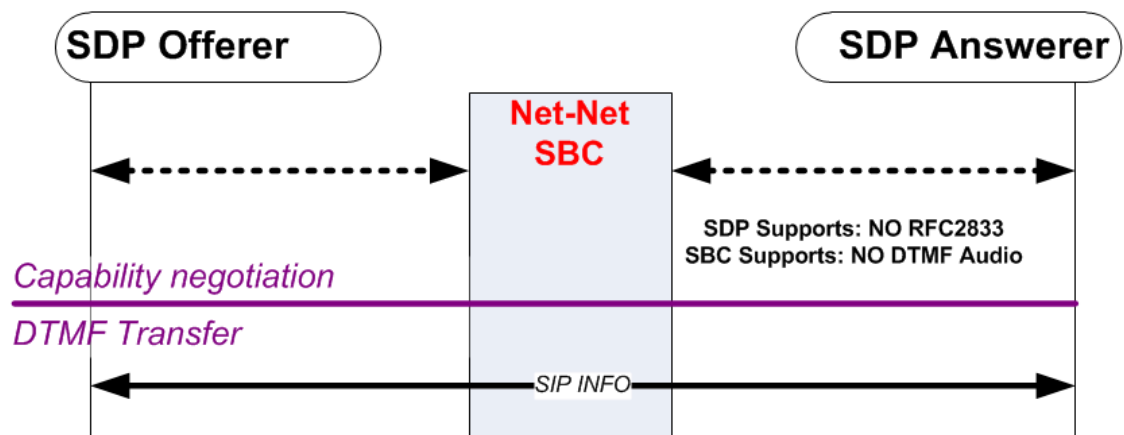 SDP Offerer
SDP Answerer
Net-Net
SBC
SDP Supports: NO RFC2833
SBC Supports: NO DTMF Audio
Capability negotiation
DTMF Transfer
SIP INFO